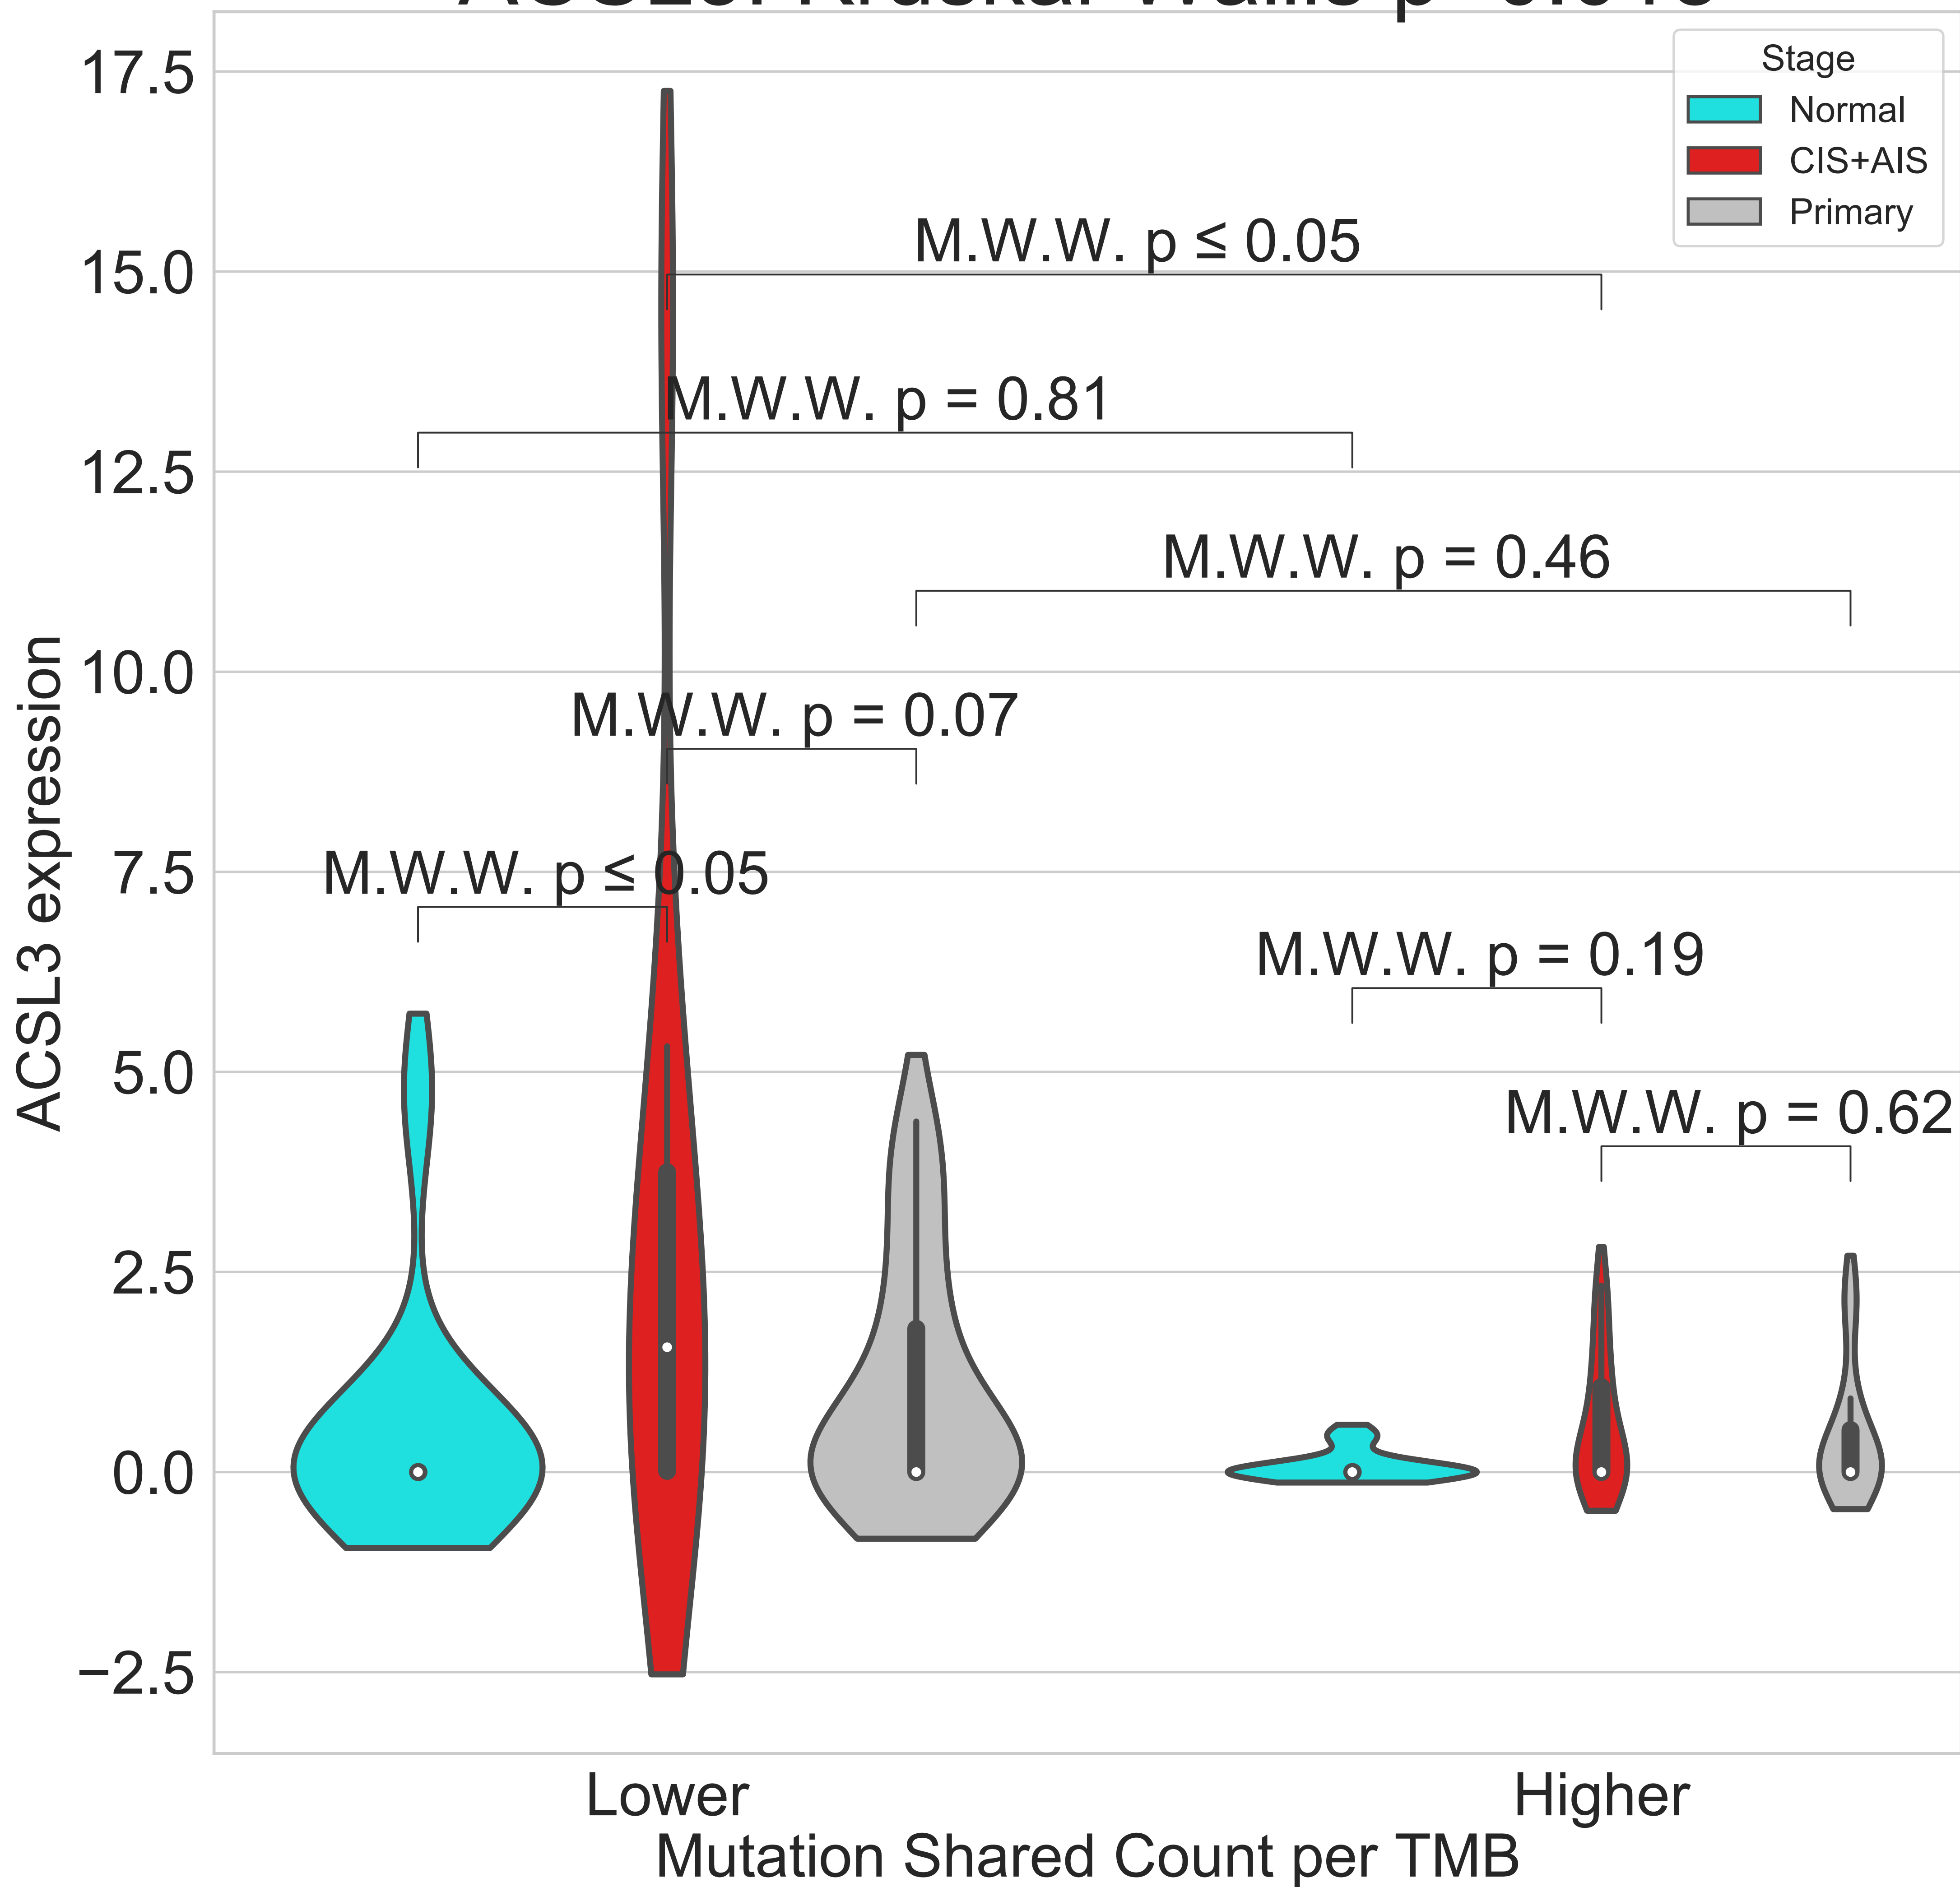 17.5
Stage
Normal
CIS+AIS
Primary
M.W.W. p ≤ 0.05
15.0
M.W.W. p = 0.81
12.5
M.W.W. p = 0.46
10.0
M.W.W. p = 0.07
ACSL3 expression
7.5
M.W.W. p ≤ 0.05
M.W.W. p = 0.19
5.0
M.W.W. p = 0.62
2.5
0.0
−2.5
Lower
Higher
Mutation Shared Count per TMB